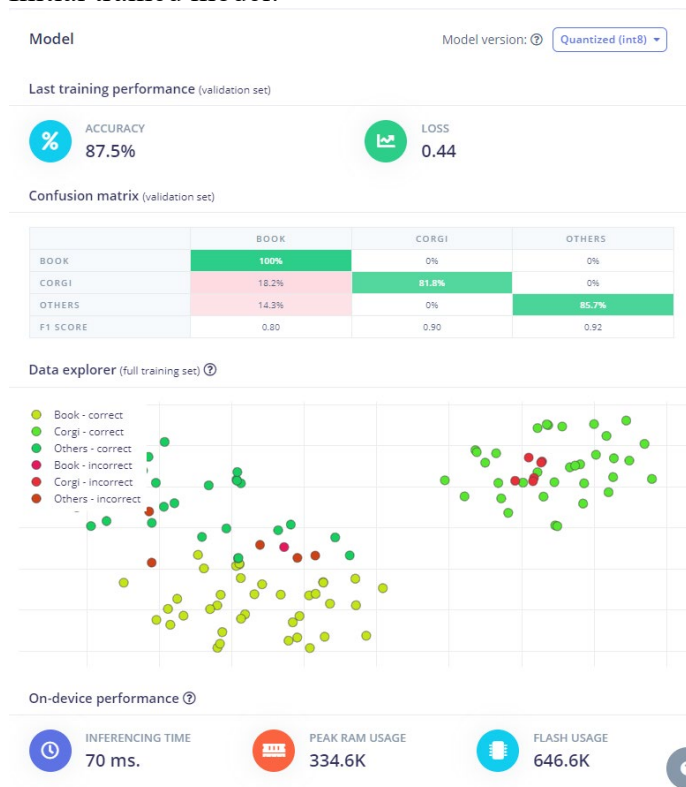 Initial trained model:
Model Model version: ? Quantized (int8)
Last training performance (validation set)
% ACCURACY LOSS
87.5% 0.44
Confusion matrix (validation set)
BOOK CORGI OTHERS
BOOK 100% 0% 0%
CORGI 18.2% 81.8% 0%
OTHERS 14.3% 0% 85.7%
F1 SCORE 0.80 0.90 0.92
Data explorer (full training set) ?
Book - correct
Corgi - correct
Others - correct
Book - incorrect
Corgi - incorrect
Others - incorrect
On-device performance ?
INFERENCING TIME PEAK RAM USAGE FLASH USAGE
70 ms. 334.6K 646.6K